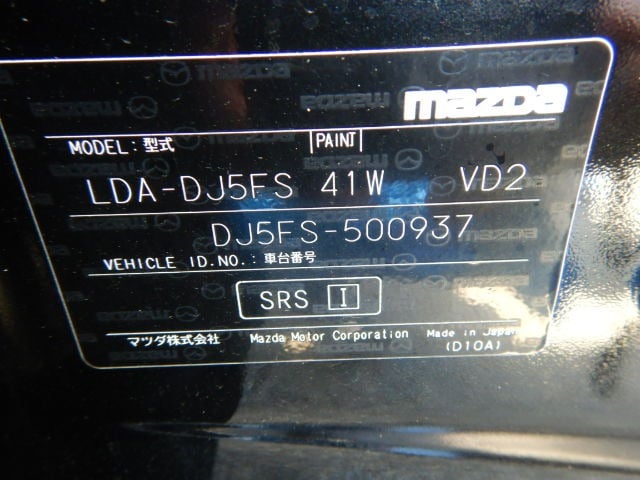 mazda
MODEL: 型式 PAINT
LDA-DJ5FS 41W VD2
DJ5FS-500937
VEHICLE ID.NO.: 車台番号
SRS I
マツダ株式会社 Mazda Motor Corporation Made in Japan
(D10A)